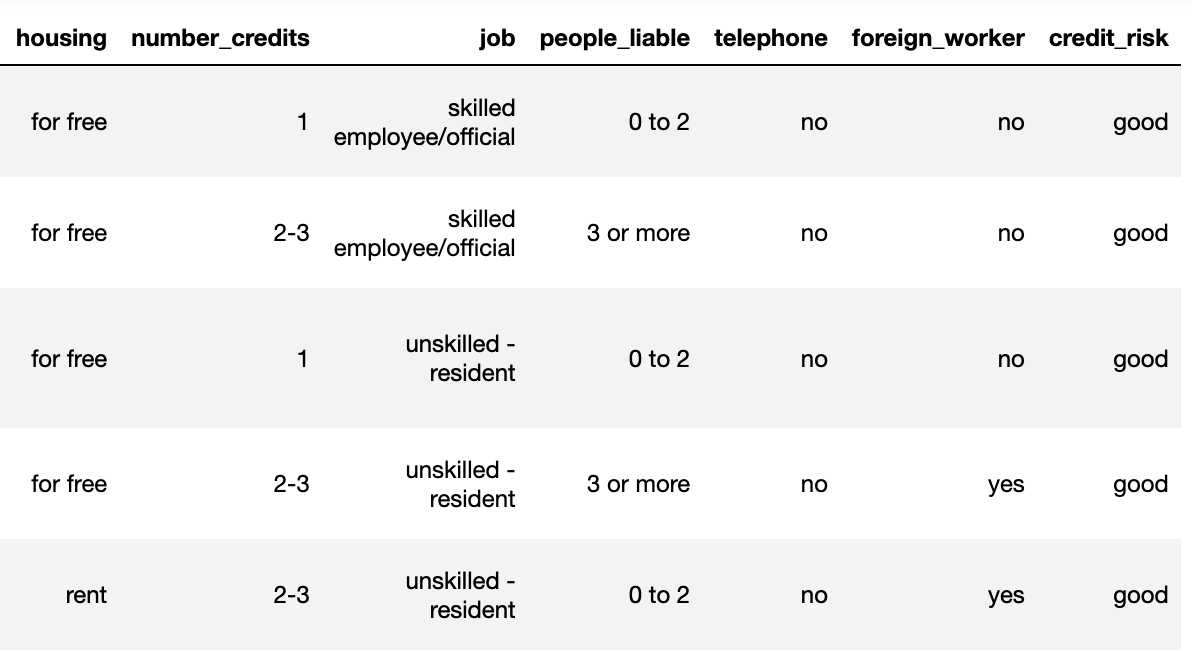 housing number_credits job people_liable telephone foreign_worker credit_risk
for free 1 skilled employee/official 0 to 2 no no good
for free 2-3 skilled employee/official 3 or more no no good
for free 1 unskilled - resident 0 to 2 no no good
for free 2-3 unskilled - resident 3 or more no yes good
rent 2-3 unskilled - resident 0 to 2 no yes good